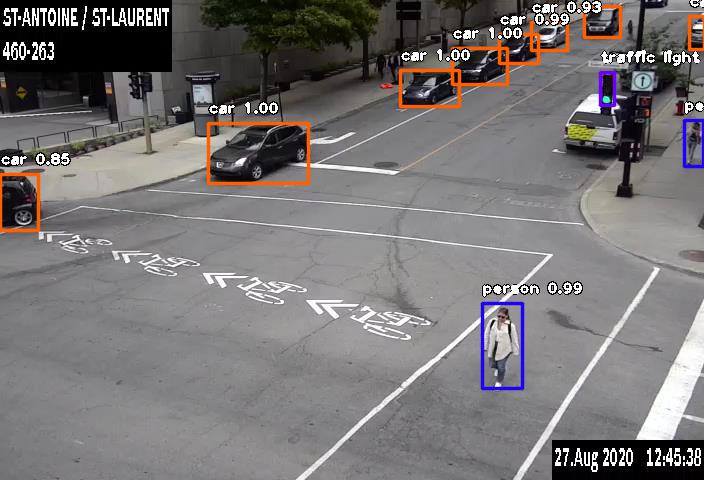 ST-ANTOINE / ST-LAURENT
460-263
car 0.93
car 0.99
car 1.00
car 1.00
traffic light
car 1.00
pe
car 0.85
person 0.99
27.Aug 2020 12:45:38